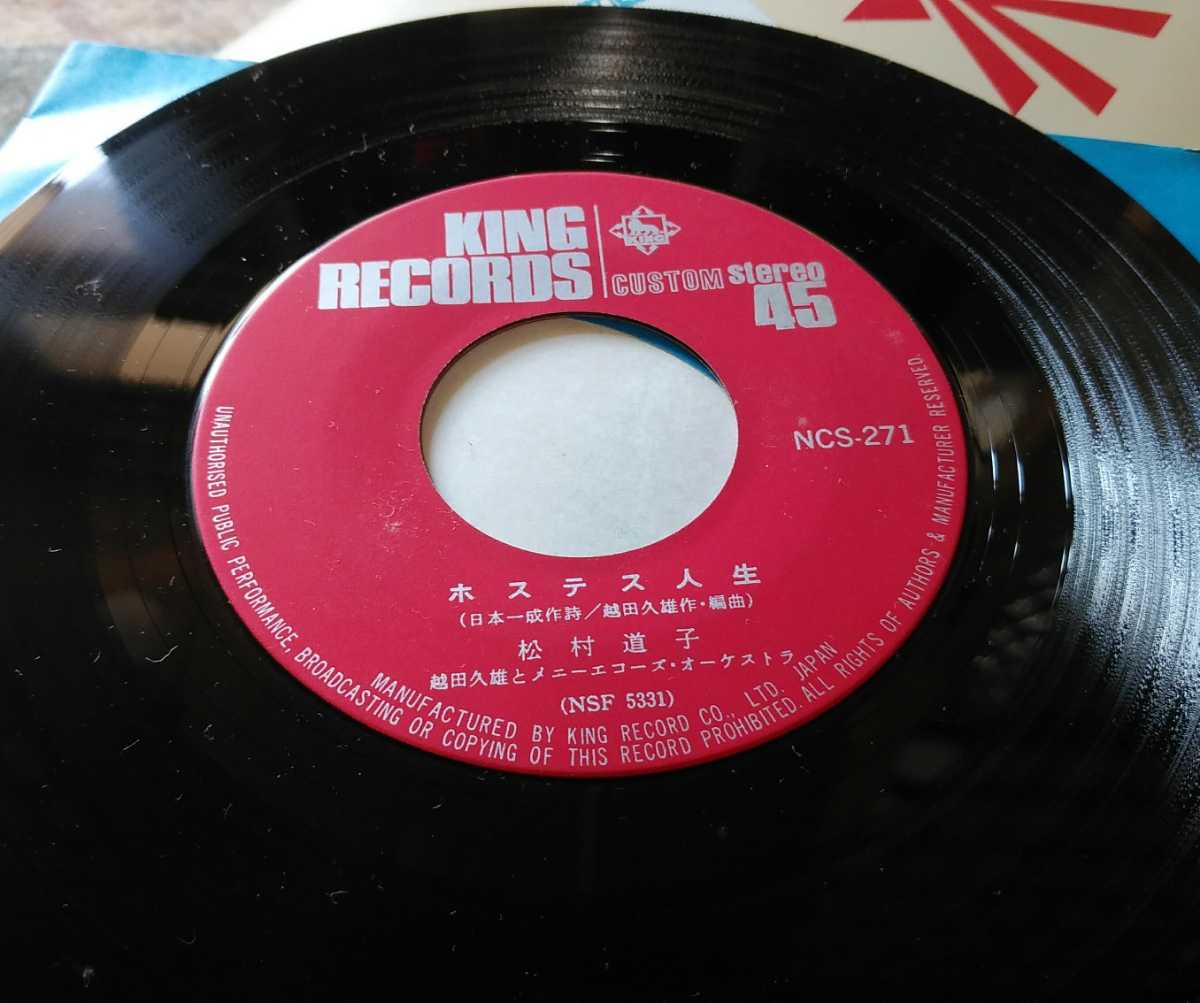 KING
RECORDS
KING
CUSTOM stereo
45
NCS-271
ホステス人生
(日本一成作詩/越田久雄作・編曲)
松村道子
越田久雄とメニーエコーズ・オーケストラ
(NSF 5331)
MANUFACTURED BY KING RECORD CO., LTD. JAPAN
UNAUTHORISED PUBLIC PERFORMANCE, BROADCASTING OR COPYING OF THIS RECORD PROHIBITED. ALL RIGHTS OF AUTHORS & MANUFACTURER RESERVED.